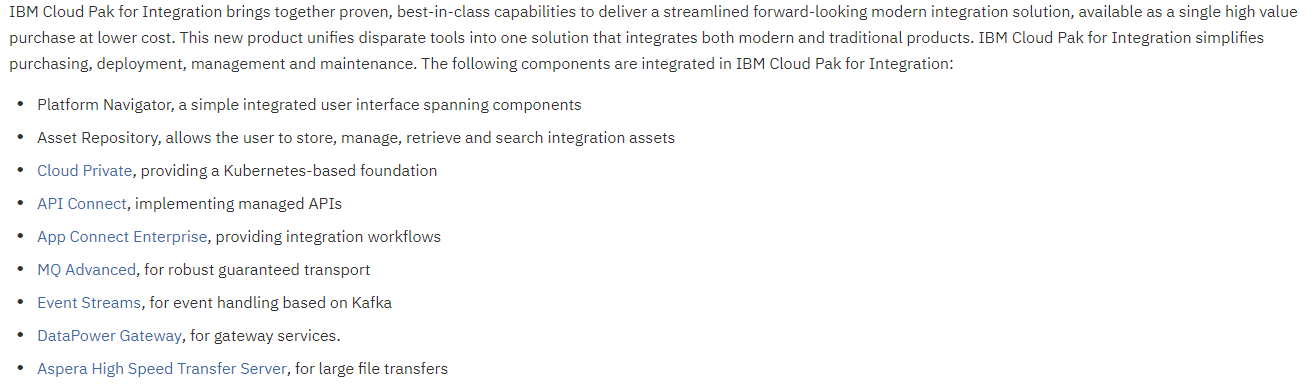 IBM Cloud Pak for Integration brings together proven, best-in-class capabilities to deliver a streamlined forward-looking modern integration solution, available as a single high value
purchase at lower cost. This new product unifies disparate tools into one solution that integrates both modern and traditional products. IBM Cloud Pak for Integration simplifies
purchasing, deployment, management and maintenance. The following components are integrated in IBM Cloud Pak for Integration:
• Platform Navigator, a simple integrated user interface spanning components
• Asset Repository, allows the user to store, manage, retrieve and search integration assets
• Cloud Private, providing a Kubernetes-based foundation
• API Connect, implementing managed APIs
• App Connect Enterprise, providing integration workflows
• MQ Advanced, for robust guaranteed transport
• Event Streams, for event handling based on Kafka
• DataPower Gateway, for gateway services.
• Aspera High Speed Transfer Server, for large file transfers